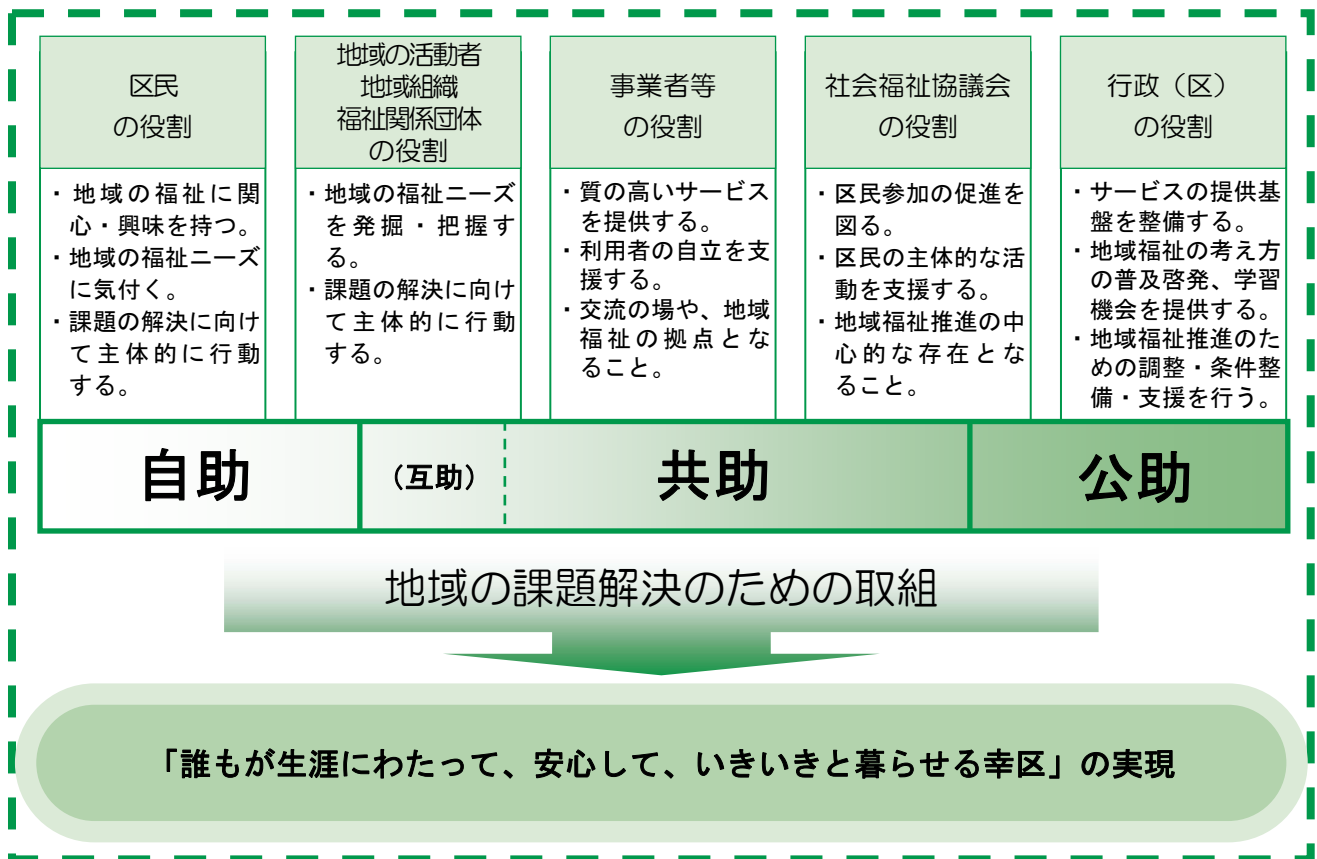 区民
の役割
・地域の福祉に関
心・興味を持つ。
・地域の福祉ニーズ
に気付く。
・課題の解決に向け
て主体的に行動
する。
地域の活動者
地域組織
福祉関係団体
の役割
・地域の福祉ニーズ
を発掘・把握す
る。
・課題の解決に向け
て主体的に行動
する。
事業者等
の役割
・質の高いサービス
を提供する。
・利用者の自立を支
援する。
・交流の場や、地域
福祉の拠点とな
ること。
社会福祉協議会
の役割
・区民参加の促進を
図る。
・区民の主体的な活
動を支援する。
・地域福祉推進の中
心的な存在とな
ること。
行政（区）
の役割
・サービスの提供基
盤を整備する。
・地域福祉の考え方
の普及啓発、学習
機会を提供する。
・地域福祉推進のた
めの調整・条件整
備・支援を行う。
自助
（互助）
共助
公助
地域の課題解決のための取組
「誰もが生涯にわたって、安心して、いきいきと暮らせる幸区」の実現